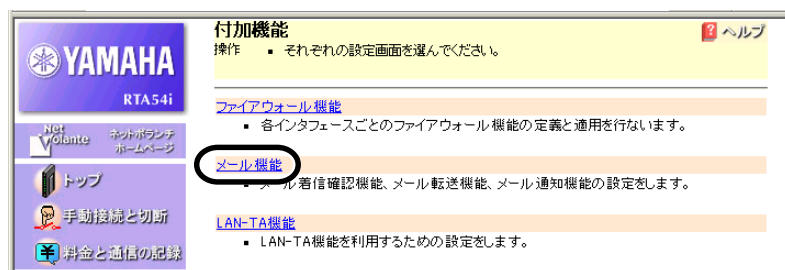 YAMAHA
RTA54i
Net Volante ネットボランチ
ホームページ
トップ
手動接続と切断
料金と通信の記録
付加機能
ヘルプ
操作 ▪ それぞれの設定画面を選んでください。
ファイアウォール機能
▪ 各インタフェースごとのファイアウォール機能の定義と適用を行ないます。
メール機能
▪ メール着信確認機能、メール転送機能、メール通知機能の設定をします。
LAN-TA機能
▪ LAN-TA機能を利用するための設定をします。